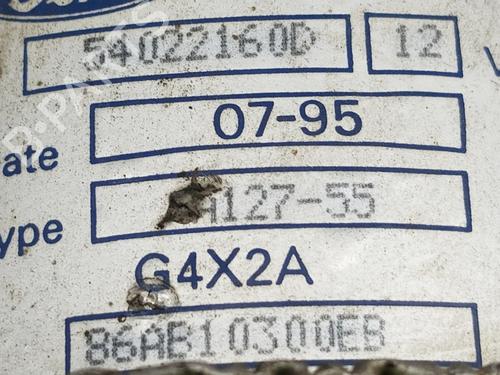 54022160D 12
ate 07-95
ype 127-55
G4X2A
86AB10300EB